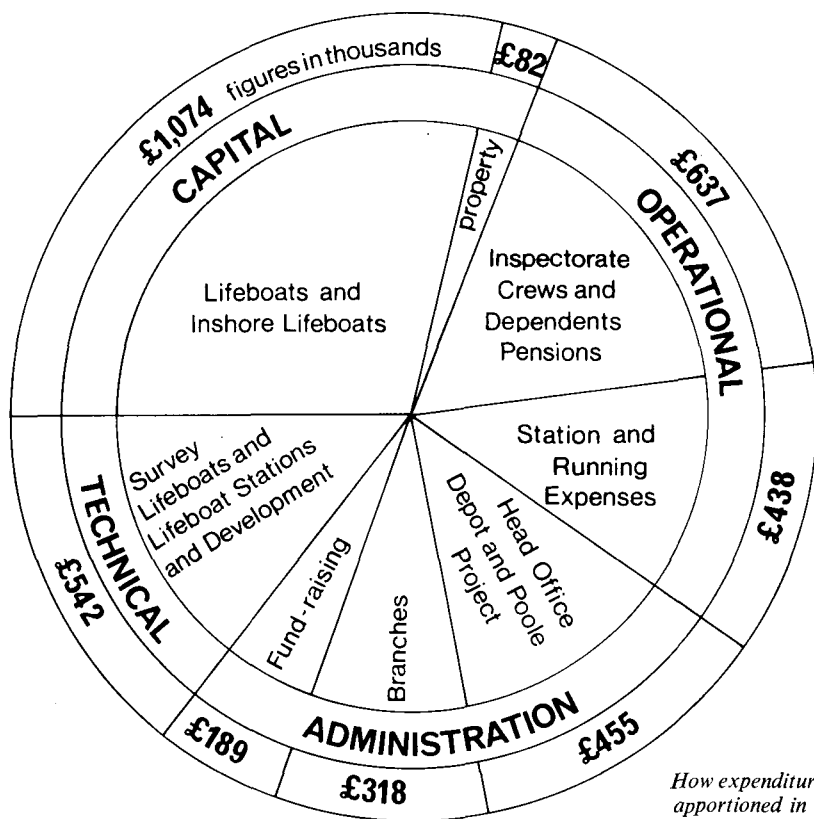 £1,074 figures in thousands
£82
£637
£438
£455
£318
£189
£542
CAPITAL
OPERATIONAL
ADMINISTRATION
TECHNICAL
Lifeboats and
Inshore Lifeboats
property
Inspectorate
Crews and
Dependents
Pensions
Station and
Running
Expenses
Head Office
Depot and Poole
Project
Branches
Fund-raising
Survey
Lifeboats and
Lifeboat Stations
and Development
How
apportioned in